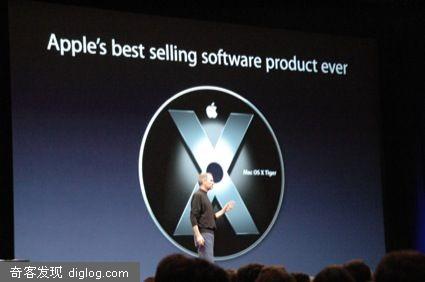 Apple's best selling software product ever
X
Mac OS X Tiger
奇客发现 diglog.com